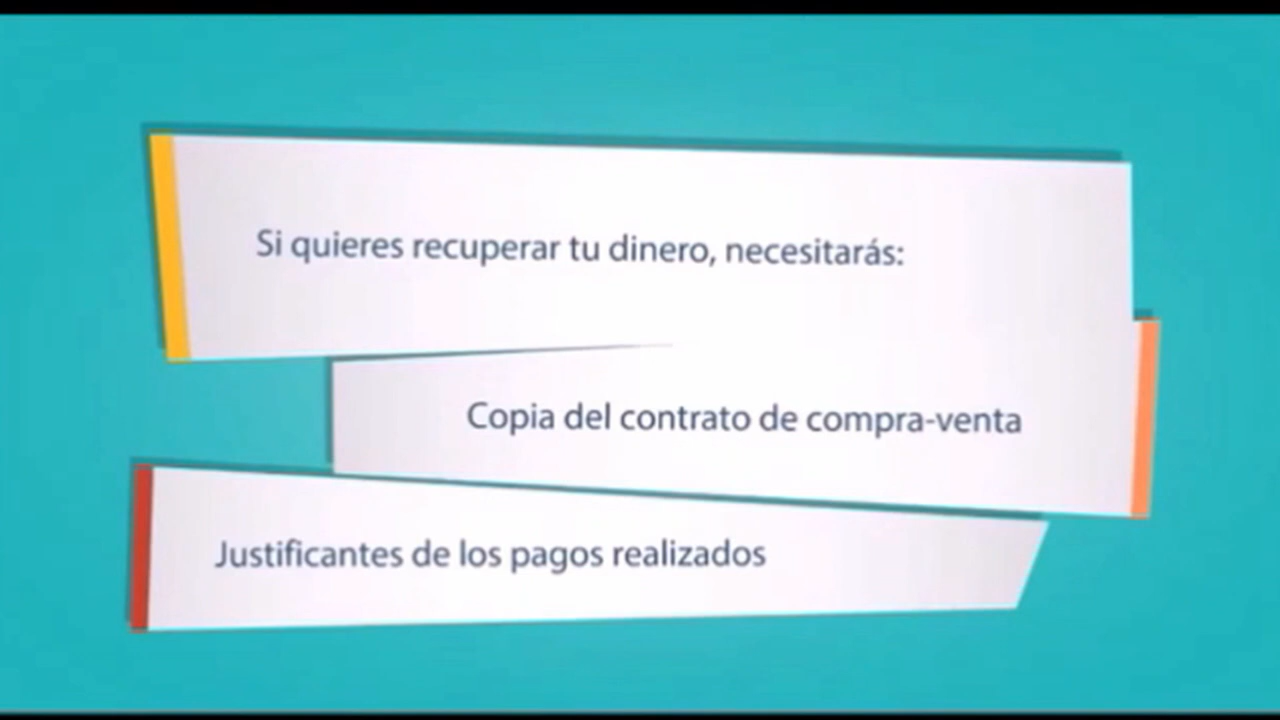 Si quieres recuperar tu dinero, necesitarás:
Copia del contrato de compra-venta
Justificantes de los pagos realizados